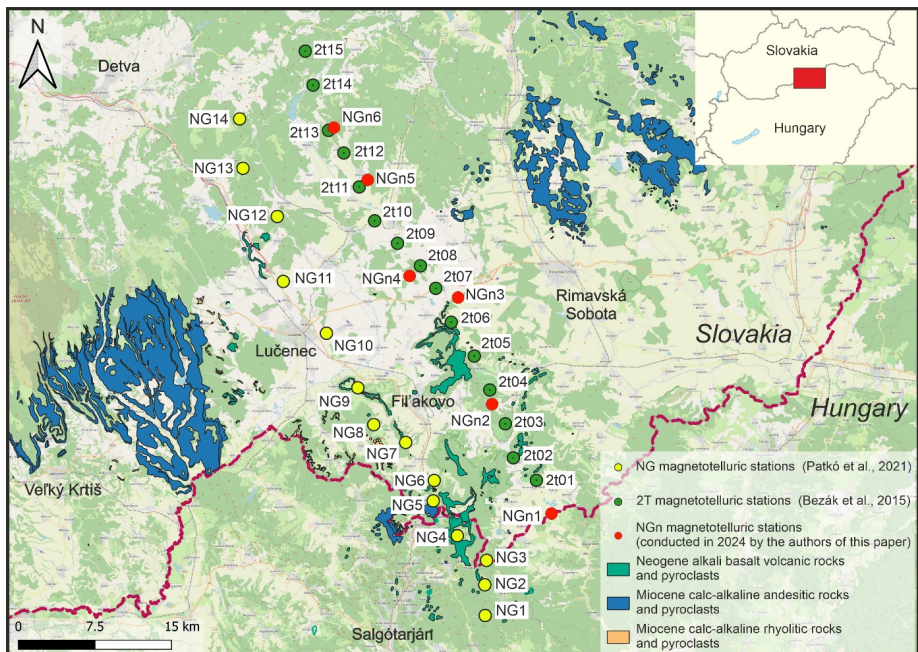 N
Detva
2t15
2t14
NG14
2t13
NGn6
2t12
NG13
2t11
NGn5
NG12
2t10
2t09
2t08
NG11
NGn4
2t07
NGn3
Rimavská
Sobota
2t06
NG10
Lučenec
2t05
Slovakia
NG9
Fiľakovo
2t04
NGn2
NG8
2t03
NG7
Hungary
2t02
Veľký Krtíš
NG6
2t01
NG5
NGn1
NG4
NG3
NG2
NG1
Salgótarján
0 7.5 15 km
Slovakia
Hungary
NG magnetotelluric stations (Patkó et al., 2021)
2T magnetotelluric stations (Bezák et al., 2015)
NGn magnetotelluric stations
(conducted in 2024 by the authors of this paper)
Neogene alkali basalt volcanic rocks
and pyroclasts
Miocene calc-alkaline andesitic rocks
and pyroclasts
Miocene calc-alkaline rhyolitic rocks
and pyroclasts